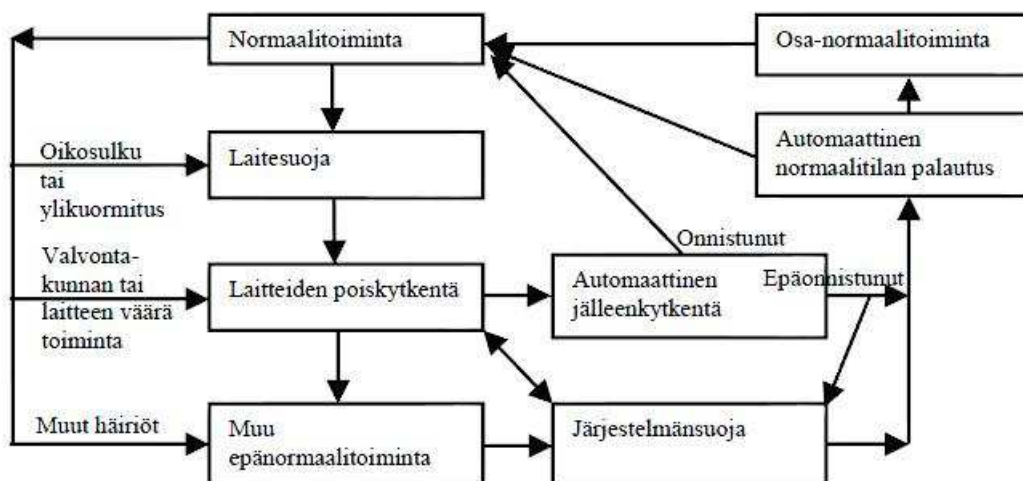 Normaalitoiminta
Osa-normaalitoiminta
Laitesuoja
Automaattinen
normaalitilan palautus
Oikosulku
tai
ylikuormitus
Onnistunut
Valvonta-
kunnan tai
laitteen väärä
toiminta
Laitteiden poiskytkentä
Automaattinen
jälleenkytkentä
Epäonnistunut
Muut häiriöt
Muu
epänormaalitoiminta
Järjestelmänsuoja